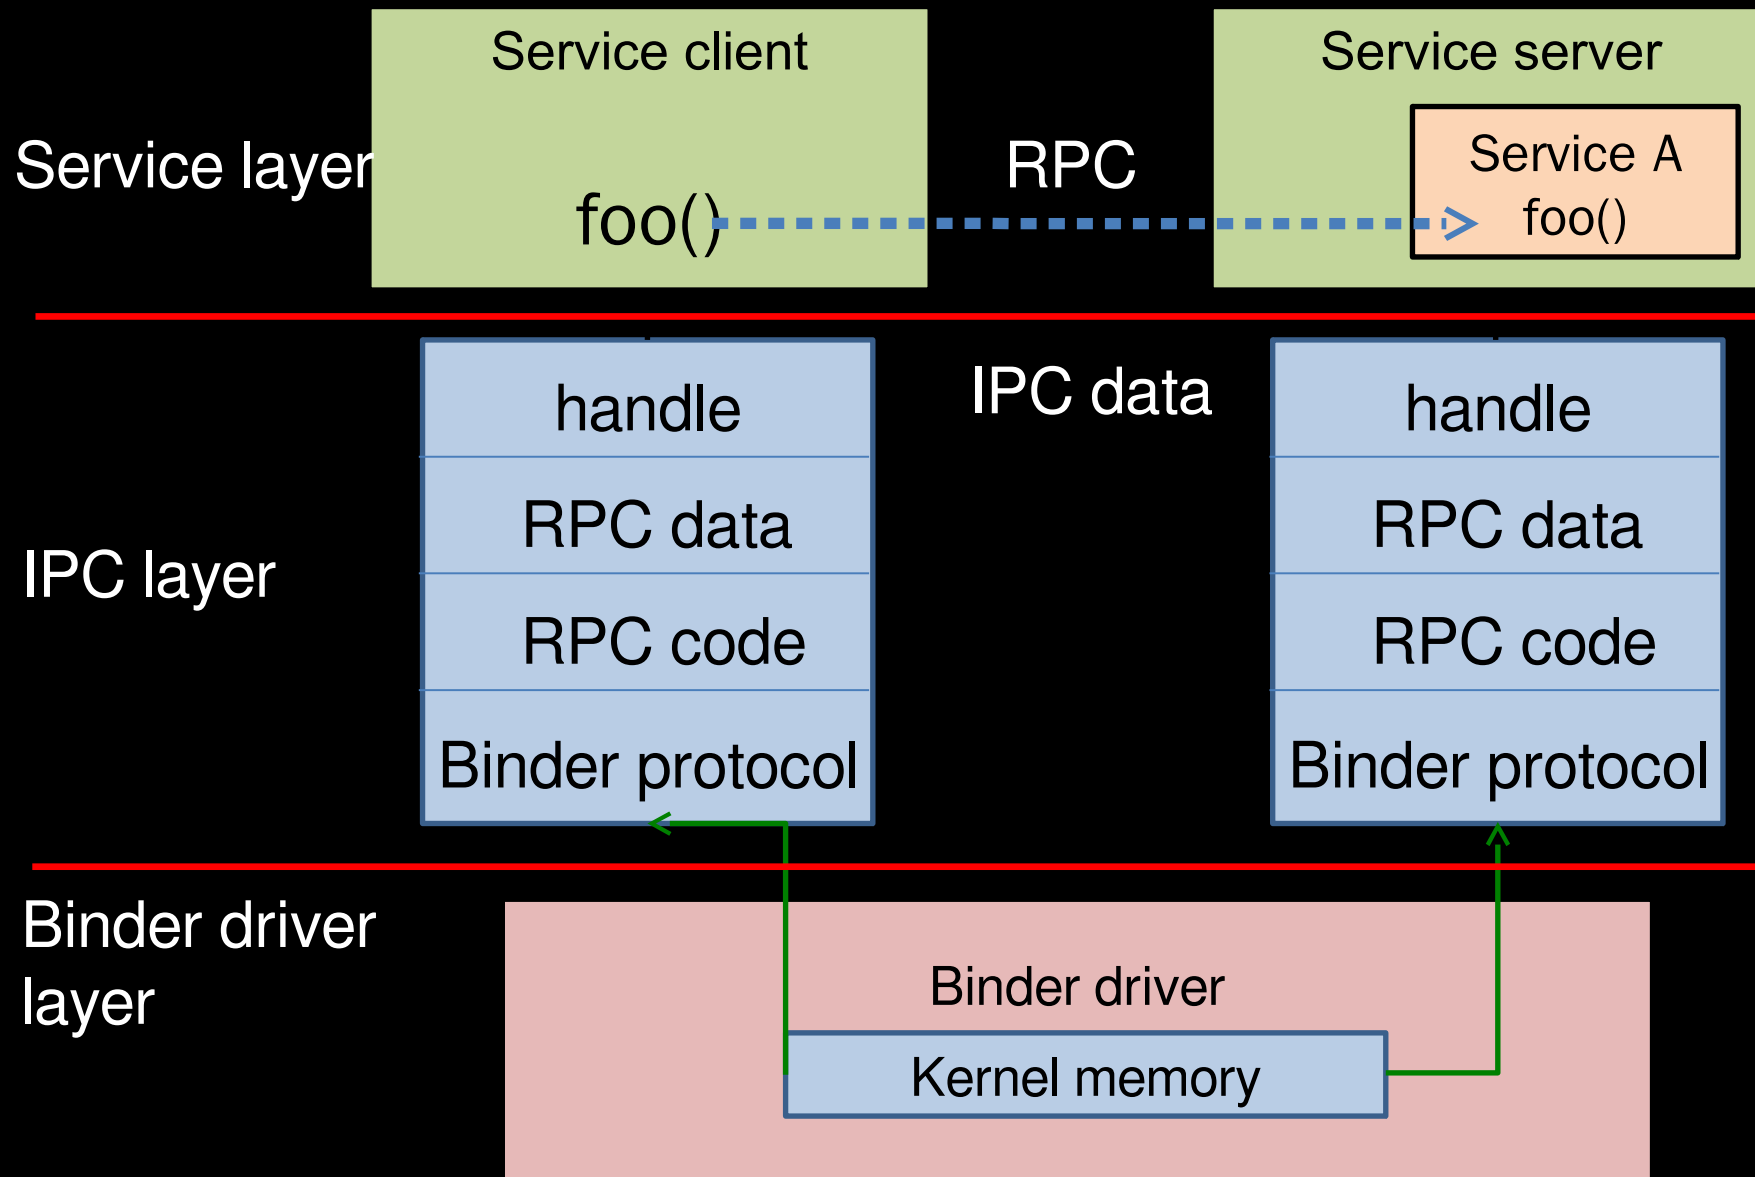 Service client
Service server
Service layer
RPC
Service A
foo()
foo()
IPC data
handle
handle
RPC data
RPC data
IPC layer
RPC code
RPC code
Binder protocol
Binder protocol
Binder driver
layer
Binder driver
Kernel memory